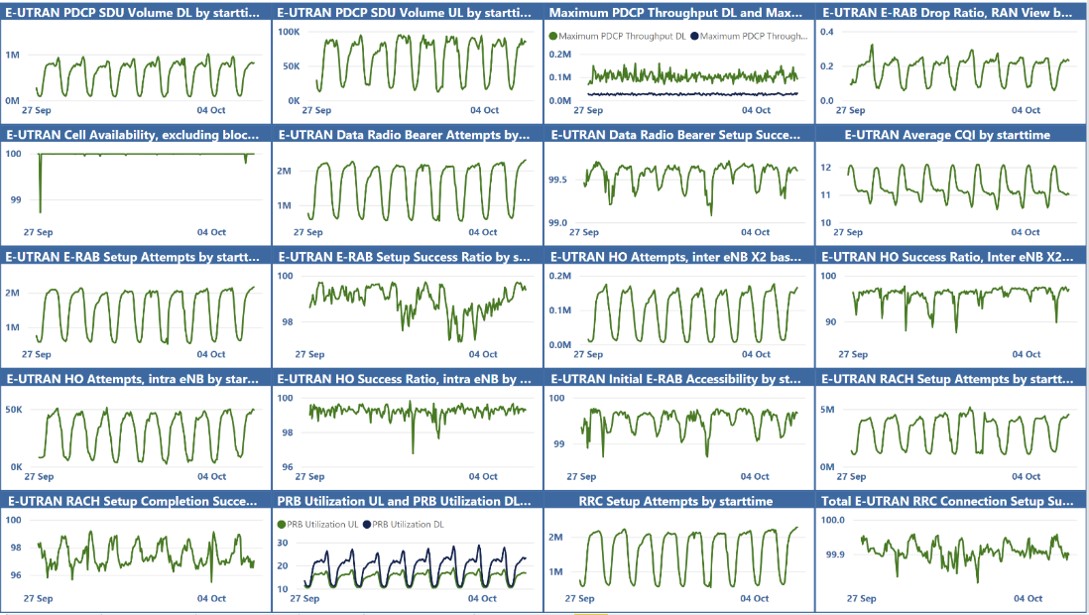 E-UTRAN PDCP SDU Volume DL by startti...
1M
0M
27 Sep 04 Oct
E-UTRAN PDCP SDU Volume UL by startti...
100K
50K
0K
27 Sep 04 Oct
Maximum PDCP Throughput DL and Max...
Maximum PDCP Throughput DL Maximum PDCP Through...
0.2M
0.1M
0.0M
27 Sep 04 Oct
E-UTRAN E-RAB Drop Ratio, RAN View b...
0.4
0.2
0.0
27 Sep 04 Oct
E-UTRAN Cell Availability, excluding bloc...
100
99
27 Sep 04 Oct
E-UTRAN Data Radio Bearer Attempts by...
2M
1M
27 Sep 04 Oct
E-UTRAN Data Radio Bearer Setup Succe...
99.5
99.0
27 Sep 04 Oct
E-UTRAN Average CQI by starttime
12
11
10
27 Sep 04 Oct
E-UTRAN E-RAB Setup Attempts by startt...
2M
1M
27 Sep 04 Oct
E-UTRAN E-RAB Setup Success Ratio by s...
100
98
27 Sep 04 Oct
E-UTRAN HO Attempts, inter eNB X2 bas...
0.2M
0.1M
0.0M
27 Sep 04 Oct
E-UTRAN HO Success Ratio, Inter eNB X2...
100
90
27 Sep 04 Oct
E-UTRAN HO Attempts, intra eNB by star...
50K
0K
27 Sep 04 Oct
E-UTRAN HO Success Ratio, intra eNB by ...
100
98
96
27 Sep 04 Oct
E-UTRAN Initial E-RAB Accessibility by st...
100
99
27 Sep 04 Oct
E-UTRAN RACH Setup Attempts by startt...
5M
0M
27 Sep 04 Oct
E-UTRAN RACH Setup Completion Succe...
100
98
96
27 Sep 04 Oct
PRB Utilization UL and PRB Utilization DL...
PRB Utilization UL PRB Utilization DL
30
20
10
27 Sep 04 Oct
RRC Setup Attempts by starttime
2M
1M
27 Sep 04 Oct
Total E-UTRAN RRC Connection Setup Su...
100.0
99.9
27 Sep 04 Oct